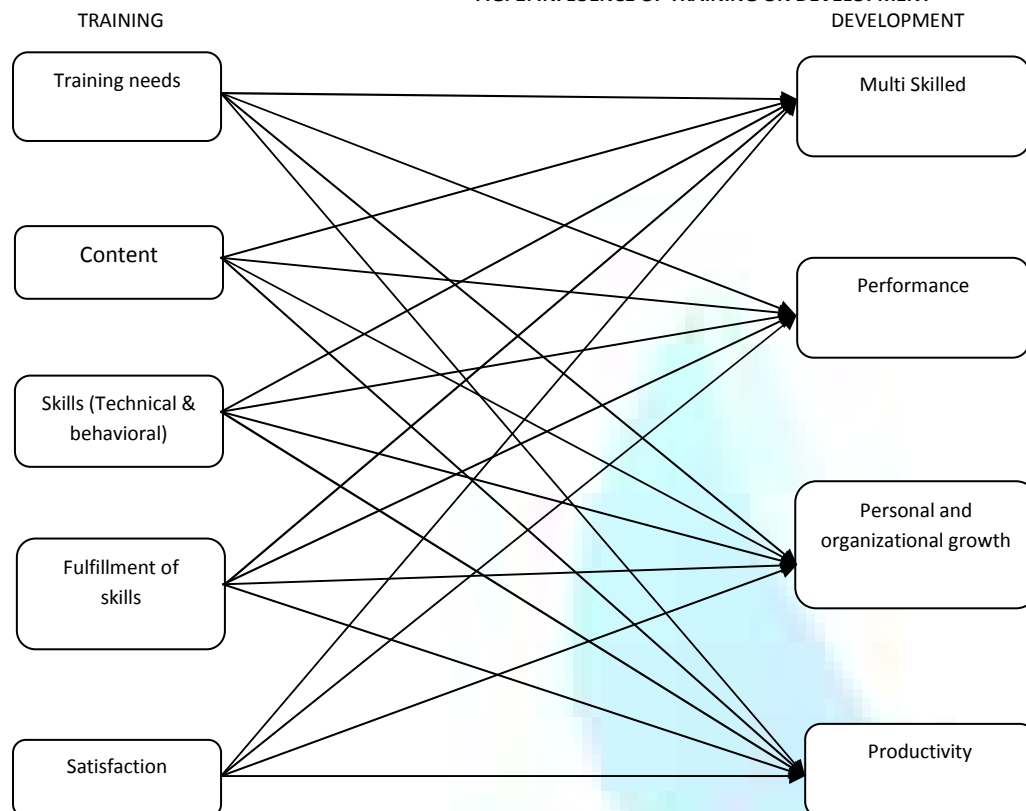 TRAINING
DEVELOPMENT
Training needs
Multi Skilled
Content
Performance
Skills (Technical &
behavioral)
Personal and
organizational growth
Fulfillment of
skills
Satisfaction
Productivity